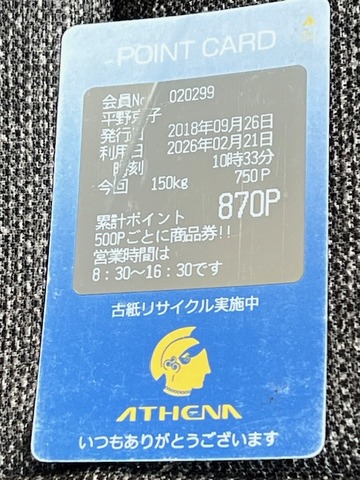 -POINT CARD
会員No 020299
平野京子
発行日 2018年09月26日
利用日 2026年02月21日
時刻 10時33分
今回 150kg 750P
累計ポイント 870P
500Pごとに商品券!!
営業時間は
8:30~16:30です
古紙リサイクル実施中
ATHENA
いつもありがとうございます